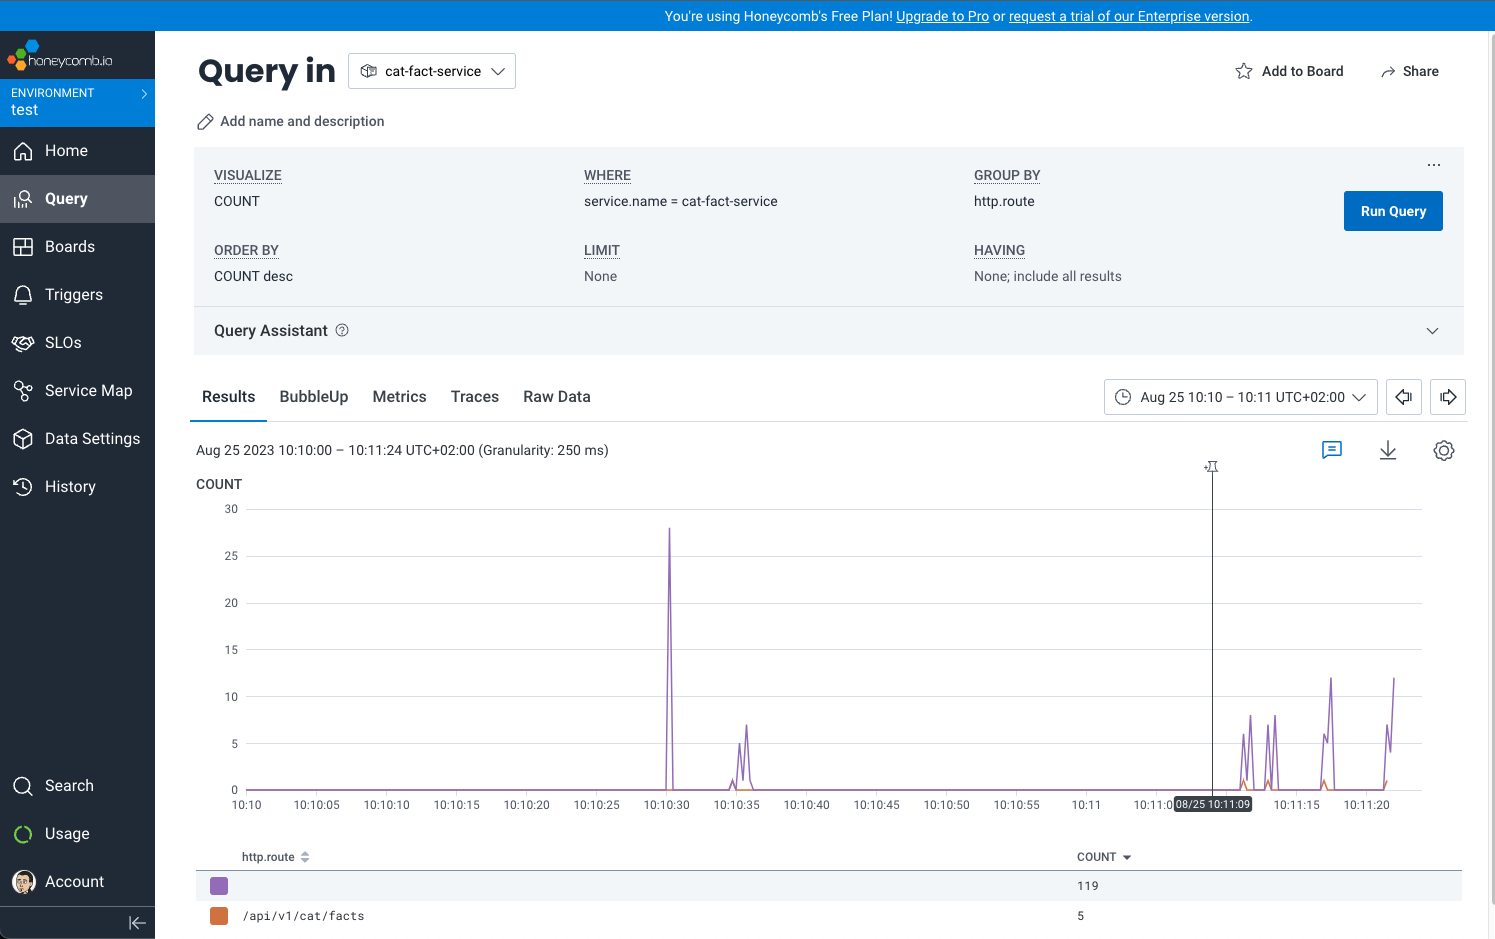 You're using Honeycomb's Free Plan! Upgrade to Pro or request a trial of our Enterprise version.
honeycomb.io
ENVIRONMENT
test
Home
Query
Boards
Triggers
SLOs
Service Map
Data Settings
History
Search
Usage
Account
Query in cat-fact-service
Add to Board Share
Add name and description
VISUALIZE WHERE GROUP BY
COUNT service.name = cat-fact-service http.route
Run Query
ORDER BY LIMIT HAVING
COUNT desc None None; include all results
Query Assistant
Results BubbleUp Metrics Traces Raw Data Aug 25 10:10 – 10:11 UTC+02:00
Aug 25 2023 10:10:00 – 10:11:24 UTC+02:00 (Granularity: 250 ms)
COUNT
30
25
20
15
10
5
0
10:10 10:10:05 10:10:10 10:10:15 10:10:20 10:10:25 10:10:30 10:10:35 10:10:40 10:10:45 10:10:50 10:10:55 10:11 10:11:0 08/25 10:11:09 10:11:15 10:11:20
http.route COUNT
119
/api/v1/cat/facts 5